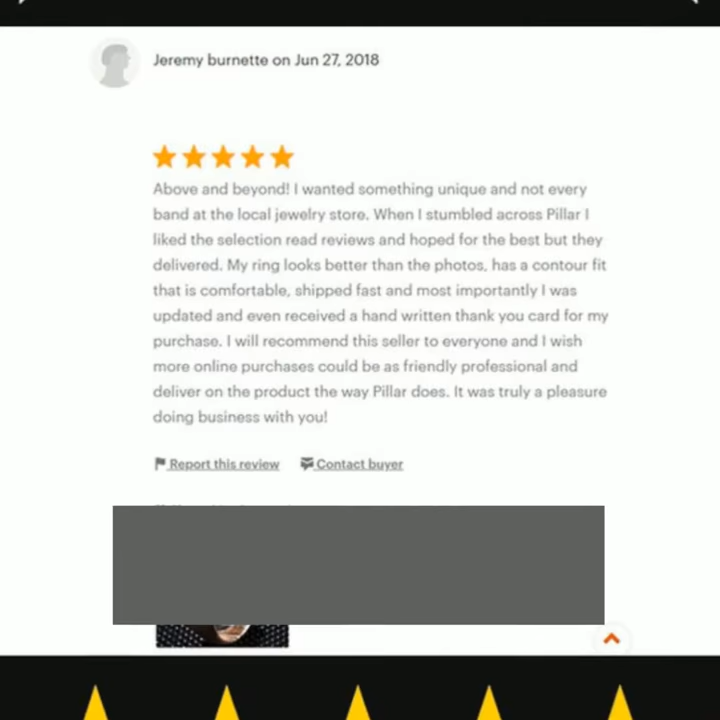 Jeremy burnette on Jun 27, 2018
Above and beyond! I wanted something unique and not every
band at the local jewelry store. When I stumbled across Pillar I
liked the selection read reviews and hoped for the best but they
delivered. My ring looks better than the photos, has a contour fit
that is comfortable, shipped fast and most importantly I was
updated and even received a hand written thank you card for my
purchase. I will recommend this seller to everyone and I wish
more online purchases could be as friendly professional and
deliver on the product the way Pillar does. It was truly a pleasure
doing business with you!
Report this review Contact buyer